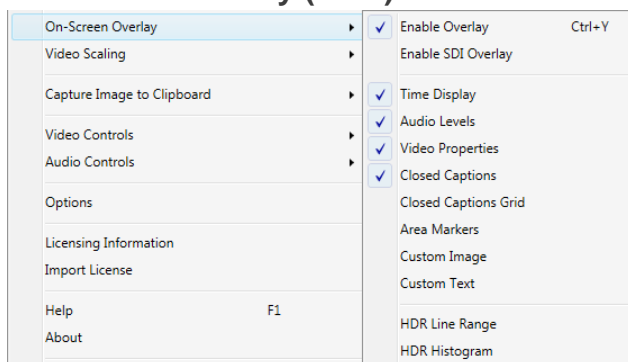 On-Screen Overlay
Video Scaling
Capture Image to Clipboard
Video Controls
Audio Controls
Options
Licensing Information
Import License
Help F1
About
Enable Overlay Ctrl+Y
Enable SDI Overlay
Time Display
Audio Levels
Video Properties
Closed Captions
Closed Captions Grid
Area Markers
Custom Image
Custom Text
HDR Line Range
HDR Histogram